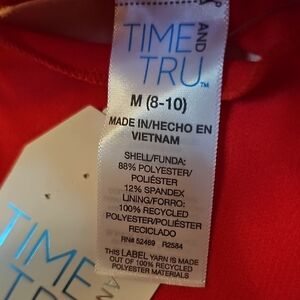 TIME AND
TRU™
M (8-10)
MADE IN/HECHO EN
VIETNAM
SHELL/FUNDA:
88% POLYESTER/
POLIÉSTER
12% SPANDEX
LINING/FORRO:
100% RECYCLED
POLYESTER/POLIÉSTER
RECICLADO
RN# 52469 R2584
THIS LABEL YARN IS MADE
OUT OF 100% RECYCLED
POLYESTER MATERIALS
TIME AND
TRU